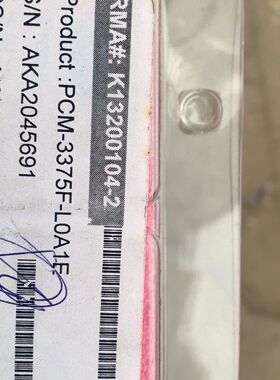 RMA#: K13200104-2
Product :PCM-3375F-L0A1E
S/N : AKA2045691